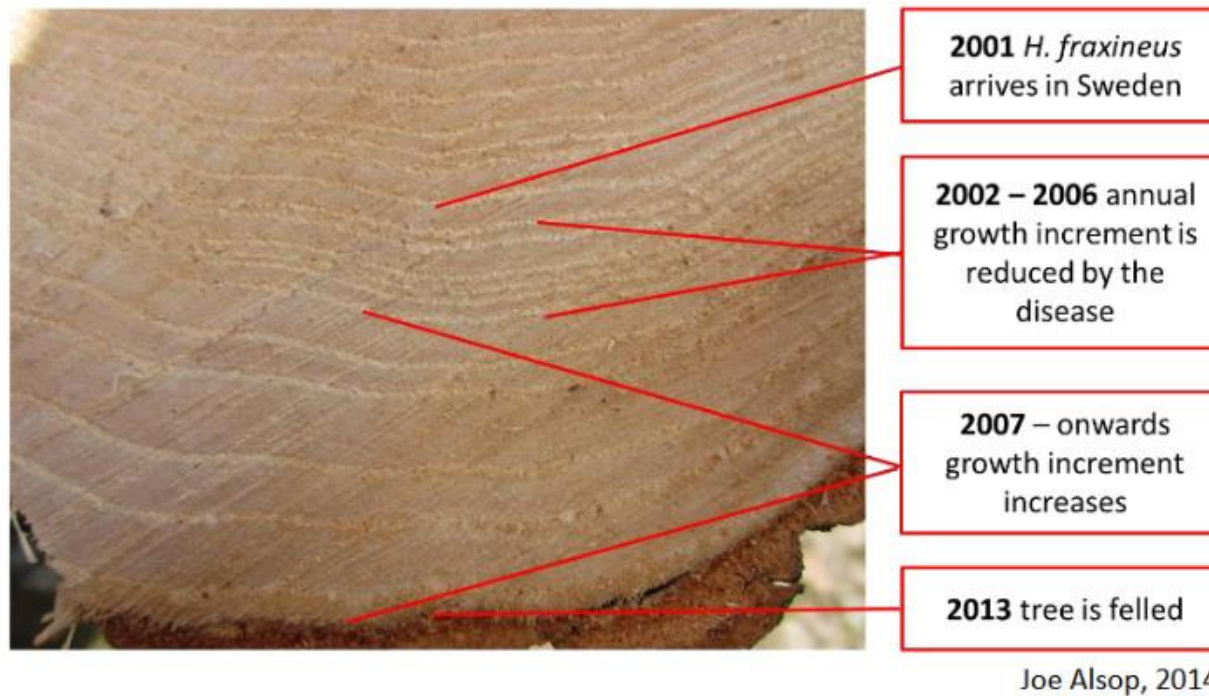 2001 H. fraxineus
arrives in Sweden
2002 – 2006 annual
growth increment is
reduced by the
disease
2007 – onwards
growth increment
increases
2013 tree is felled
Joe Alsop, 2014